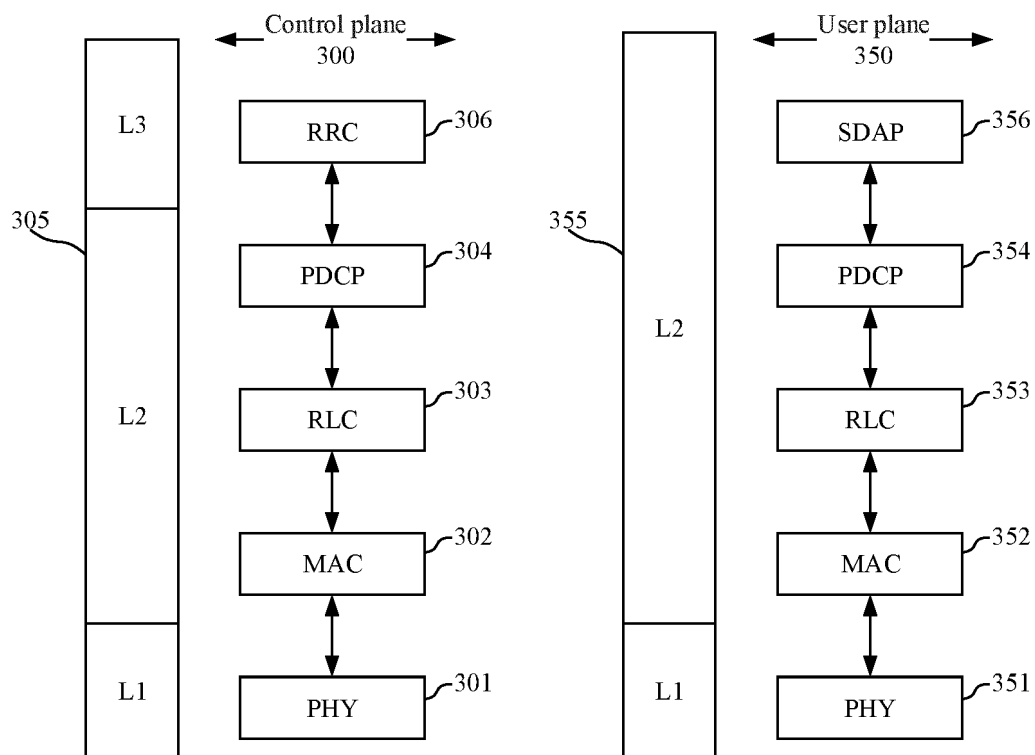 Control plane
300
User plane
350
L3
RRC
306
SDAP
356
305
PDCP
304
355
PDCP
354
L2
L2
RLC
303
RLC
353
MAC
302
MAC
352
L1
PHY
301
L1
PHY
351